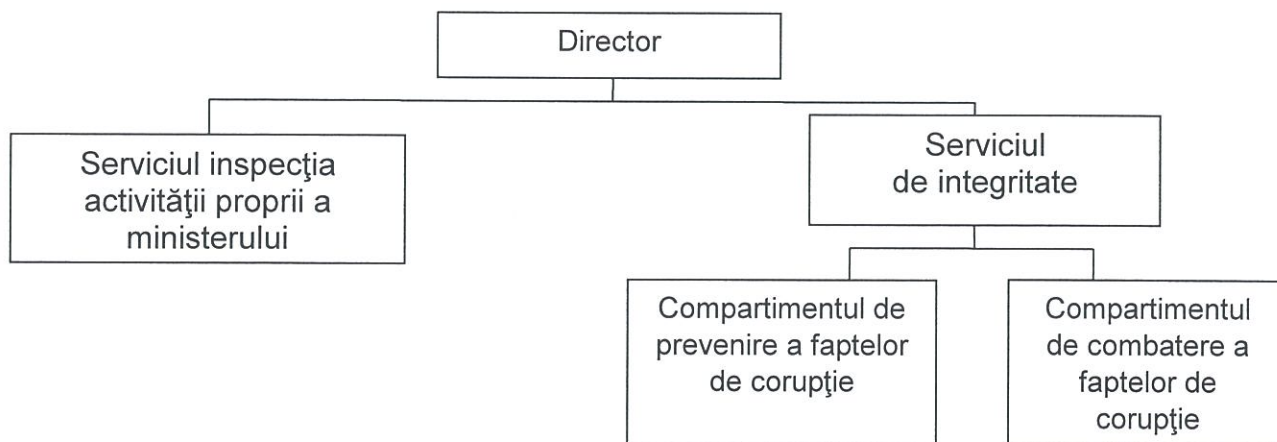 Director
Serviciul inspecţia
activităţii proprii a
ministerului
Serviciul
de integritate
Compartimentul de
prevenire a faptelor
de corupţie
Compartimentul
de combatere a
faptelor de
corupţie